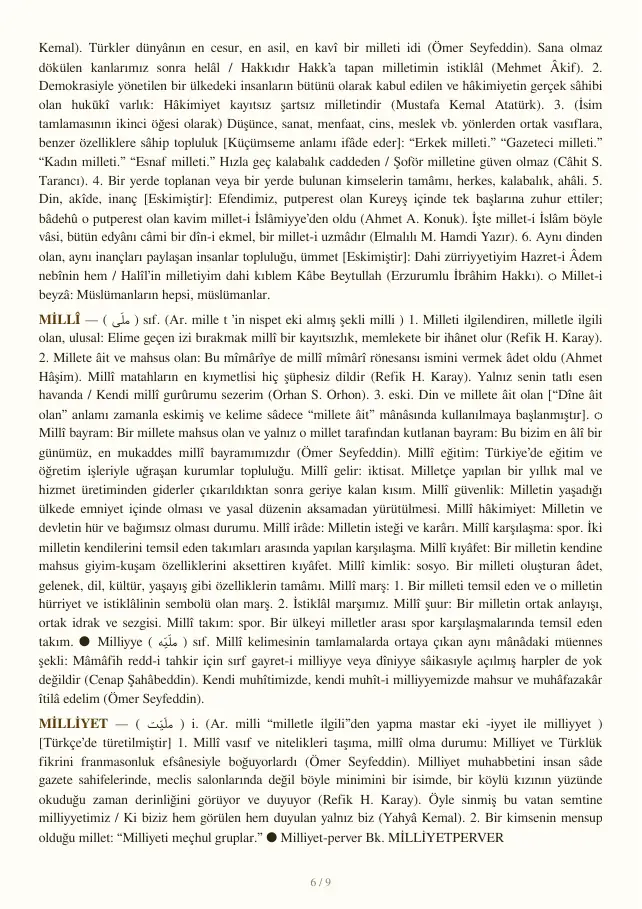 Kemal). Türkler dünyânın en cesur, en asil, en kavî bir milleti idi (Ömer Seyfeddin). Sana olmaz
dökülen kanlarımız sonra helâl / Hakkıdır Hakk’a tapan milletimin istiklâl (Mehmet Âkif). 2.
Demokrasiyle yönetilen bir ülkedeki insanların bütünü olarak kabul edilen ve hâkimiyetin gerçek sâhibi
olan hukûkî varlık: Hâkimiyet kayıtsız şartsız milletindir (Mustafa Kemal Atatürk). 3. (İsim
tamlamasının ikinci öğesi olarak) Düşünce, sanat, menfaat, cins, meslek vb. yönlerden ortak vasıflara,
benzer özelliklere sâhip topluluk [Küçümseme anlamı ifâde eder]: “Erkek milleti.” “Gazeteci milleti.”
“Kadın milleti.” “Esnaf milleti.” Hızla geç kalabalık caddeden / Şoför milletine güven olmaz (Câhit S.
Tarancı). 4. Bir yerde toplanan veya bir yerde bulunan kimselerin tamâmı, herkes, kalabalık, ahâli. 5.
Din, akîde, inanç [Eskimiştir]: Efendimiz, putperest olan Kureyş içinde tek başlarına zuhur ettiler;
bâdehû o putperest olan kavim millet-i İslâmiyye’den oldu (Ahmet A. Konuk). İşte millet-i İslâm böyle
vâsi, bütün edyânı câmi bir dîn-i ekmel, bir millet-i uzmâdır (Elmalılı M. Hamdi Yazır). 6. Aynı dinden
olan, aynı inançları paylaşan insanlar topluluğu, ümmet [Eskimiştir]: Dahi zürriyyetiyim Hazret-i Âdem
nebînin hem / Halîl’in milletiyim dahi kıblem Kâbe Beytullah (Erzurumlu İbrâhim Hakkı). ○ Millet-i
beyzâ: Müslümanların hepsi, müslümanlar.
MİLLÎ — ( ملّى ) sıf. (Ar. mille t ’in nispet eki almış şekli milli ) 1. Milleti ilgilendiren, milletle ilgili
olan, ulusal: Elime geçen izi bırakmak millî bir kayıtsızlık, memlekete bir ihânet olur (Refik H. Karay).
2. Millete âit ve mahsus olan: Bu mîmârîye de millî mîmârî rönesansı ismini vermek âdet oldu (Ahmet
Hâşim). Millî matahların en kıymetlisi hiç şüphesiz dildir (Refik H. Karay). Yalnız senin tatlı esen
havanda / Kendi millî gurûrumu sezerim (Orhan S. Orhon). 3. eski. Din ve millete âit olan [“Dîne âit
olan” anlamı zamanla eskimiş ve kelime sâdece “millete âit” mânâsında kullanılmaya başlanmıştır]. ○
Millî bayram: Bir millete mahsus olan ve yalnız o millet tarafından kutlanan bayram: Bu bizim en âlî bir
günümüz, en mukaddes millî bayramımızdır (Ömer Seyfeddin). Millî eğitim: Türkiye’de eğitim ve
öğretim işleriyle uğraşan kurumlar topluluğu. Millî gelir: iktisat. Milletçe yapılan bir yıllık mal ve
hizmet üretiminden giderler çıkarıldıktan sonra geriye kalan kısım. Millî güvenlik: Milletin yaşadığı
ülkede emniyet içinde olması ve yasal düzenin aksamadan yürütülmesi. Millî hâkimiyet: Milletin ve
devletin hür ve bağımsız olması durumu. Millî irâde: Milletin isteği ve karârı. Millî karşılaşma: spor. İki
milletin kendilerini temsil eden takımları arasında yapılan karşılaşma. Millî kıyâfet: Bir milletin kendine
mahsus giyim-kuşam özelliklerini aksettiren kıyâfet. Millî kimlik: sosyo. Bir milleti oluşturan âdet,
gelenek, dil, kültür, yaşayış gibi özelliklerin tamâmı. Millî marş: 1. Bir milleti temsil eden ve o milletin
hürriyet ve istiklâlinin sembolü olan marş. 2. İstiklâl marşımız. Millî şuur: Bir milletin ortak anlayışı,
ortak idrak ve sezgisi. Millî takım: spor. Bir ülkeyi milletler arası spor karşılaşmalarında temsil eden
takım. ● Milliyye ( ملّيّه ) sıf. Millî kelimesinin tamlamalarda ortaya çıkan aynı mânâdaki müennes
şekli: Mâmâfih redd-i tahkir için sırf gayret-i milliyye veya dîniyye sâikasıyle açılmış harpler de yok
değildir (Cenap Şahâbeddin). Kendi muhîtimizde, kendi muhît-i milliyyemizde mahsur ve muhâfazakâr
îtilâ edelim (Ömer Seyfeddin).
MİLLİYET — ( ملّيّت ) i. (Ar. milli “milletle ilgili”den yapma mastar eki -iyyet ile milliyyet )
[Türkçe’de türetilmiştir] 1. Millî vasıf ve nitelikleri taşıma, millî olma durumu: Milliyet ve Türklük
fikrini franmasonluk efsânesiyle boğuyorlardı (Ömer Seyfeddin). Milliyet muhabbetini insan sâde
gazete sahifelerinde, meclis salonlarında değil böyle minimini bir isimde, bir köylü kızının yüzünde
okuduğu zaman derinliğini görüyor ve duyuyor (Refik H. Karay). Öyle sinmiş bu vatan semtine
milliyyetimiz / Ki biziz hem görülen hem duyulan yalnız biz (Yahyâ Kemal). 2. Bir kimsenin mensup
olduğu millet: “Milliyeti meçhul gruplar.” ● Milliyet-perver Bk. MİLLİYETPERVER
6 / 9